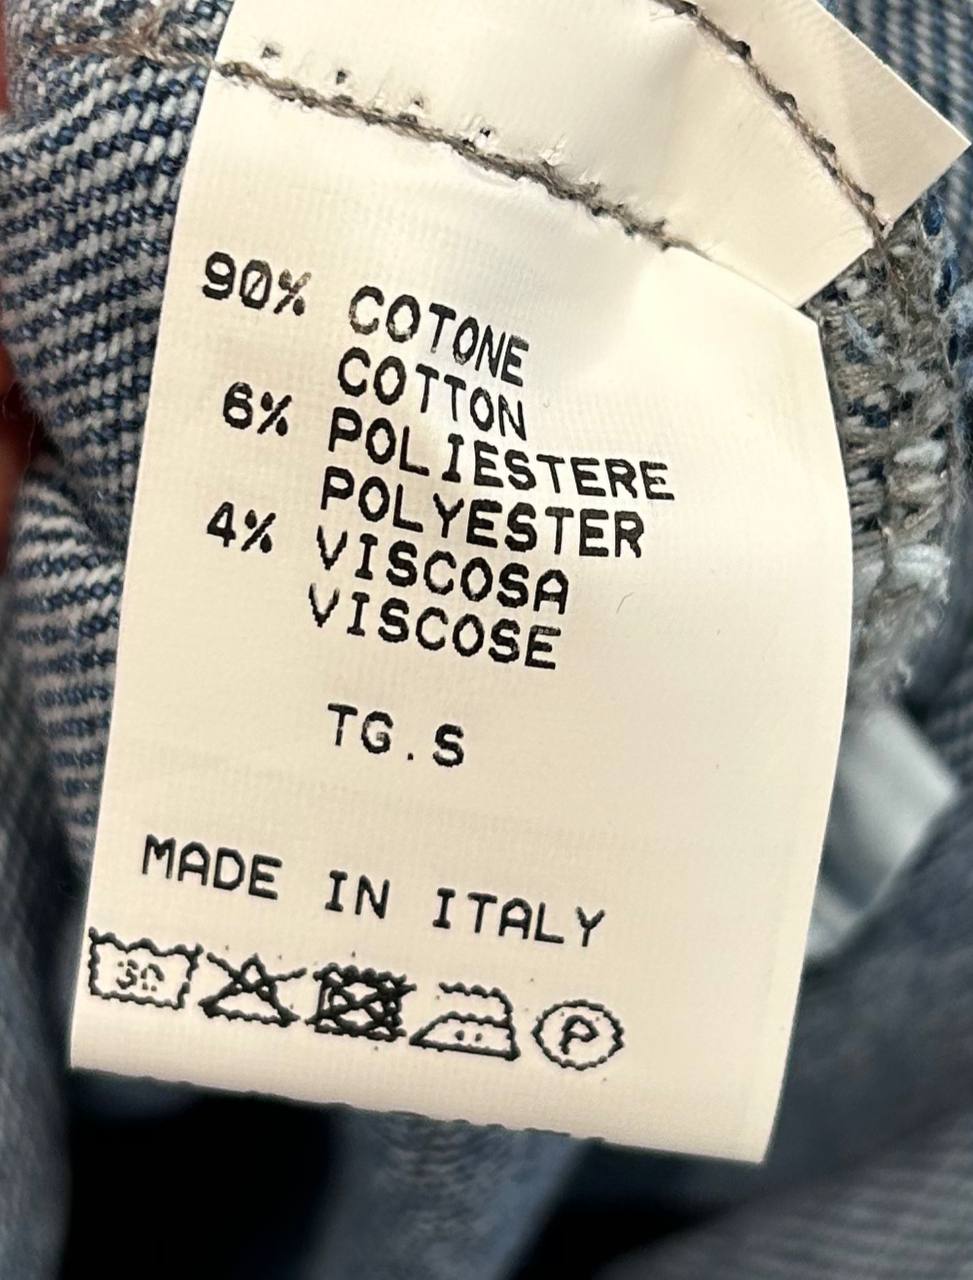 90% COTONE
COTTON
6% POLIESTERE
POLYESTER
4% VISCOSA
VISCOSE
TG.S
MADE IN ITALY
30 P